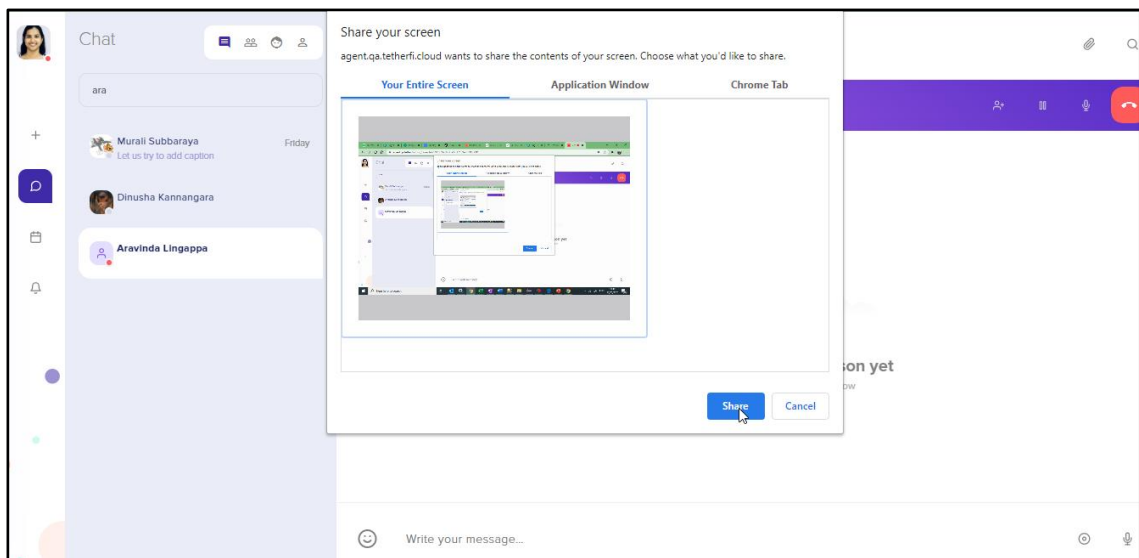 Chat
ara
Murali Subbaraya
Friday
Let us try to add caption
Dinusha Kannangara
Aravinda Lingappa
Share your screen
agent.qa.tetherfi.cloud wants to share the contents of your screen. Choose what you'd like to share.
Your Entire Screen
Application Window
Chrome Tab
Share
Cancel
son yet
ow
Write your message...